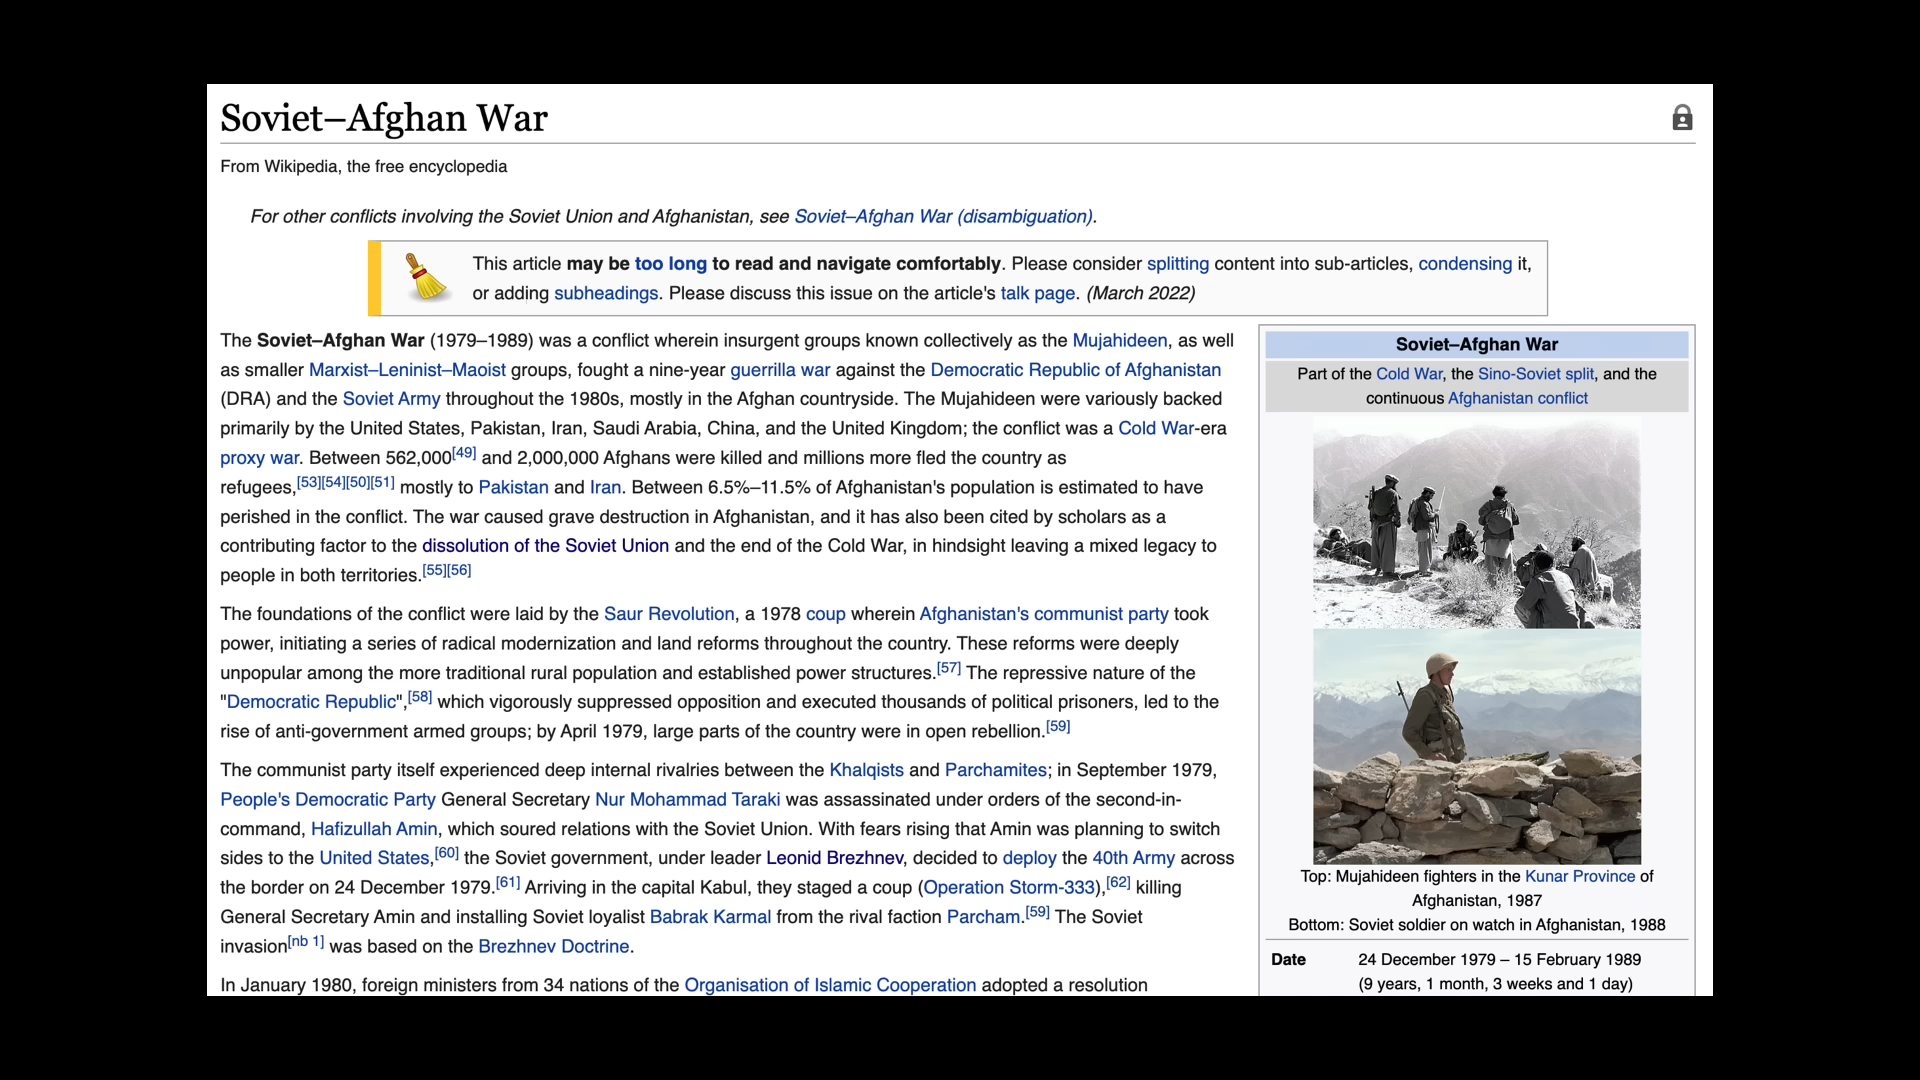 Soviet–Afghan War
From Wikipedia, the free encyclopedia
For other conflicts involving the Soviet Union and Afghanistan, see Soviet–Afghan War (disambiguation).
This article may be too long to read and navigate comfortably. Please consider splitting content into sub-articles, condensing it,
or adding subheadings. Please discuss this issue on the article's talk page. (March 2022)
The Soviet–Afghan War (1979–1989) was a conflict wherein insurgent groups known collectively as the Mujahideen, as well
as smaller Marxist–Leninist–Maoist groups, fought a nine-year guerrilla war against the Democratic Republic of Afghanistan
(DRA) and the Soviet Army throughout the 1980s, mostly in the Afghan countryside. The Mujahideen were variously backed
primarily by the United States, Pakistan, Iran, Saudi Arabia, China, and the United Kingdom; the conflict was a Cold War-era
proxy war. Between 562,000[49] and 2,000,000 Afghans were killed and millions more fled the country as
refugees,[53][54][50][51] mostly to Pakistan and Iran. Between 6.5%–11.5% of Afghanistan's population is estimated to have
perished in the conflict. The war caused grave destruction in Afghanistan, and it has also been cited by scholars as a
contributing factor to the dissolution of the Soviet Union and the end of the Cold War, in hindsight leaving a mixed legacy to
people in both territories.[55][56]
The foundations of the conflict were laid by the Saur Revolution, a 1978 coup wherein Afghanistan's communist party took
power, initiating a series of radical modernization and land reforms throughout the country. These reforms were deeply
unpopular among the more traditional rural population and established power structures.[57] The repressive nature of the
"Democratic Republic",[58] which vigorously suppressed opposition and executed thousands of political prisoners, led to the
rise of anti-government armed groups; by April 1979, large parts of the country were in open rebellion.[59]
The communist party itself experienced deep internal rivalries between the Khalqists and Parchamites; in September 1979,
People's Democratic Party General Secretary Nur Mohammad Taraki was assassinated under orders of the second-in-
command, Hafizullah Amin, which soured relations with the Soviet Union. With fears rising that Amin was planning to switch
sides to the United States,[60] the Soviet government, under leader Leonid Brezhnev, decided to deploy the 40th Army across
the border on 24 December 1979.[61] Arriving in the capital Kabul, they staged a coup (Operation Storm-333),[62] killing
General Secretary Amin and installing Soviet loyalist Babrak Karmal from the rival faction Parcham.[59] The Soviet
invasion[nb 1] was based on the Brezhnev Doctrine.
In January 1980, foreign ministers from 34 nations of the Organisation of Islamic Cooperation adopted a resolution
Soviet–Afghan War
Part of the Cold War, the Sino-Soviet split, and the
continuous Afghanistan conflict
Top: Mujahideen fighters in the Kunar Province of
Afghanistan, 1987
Bottom: Soviet soldier on watch in Afghanistan, 1988
Date 24 December 1979 – 15 February 1989
(9 years, 1 month, 3 weeks and 1 day)